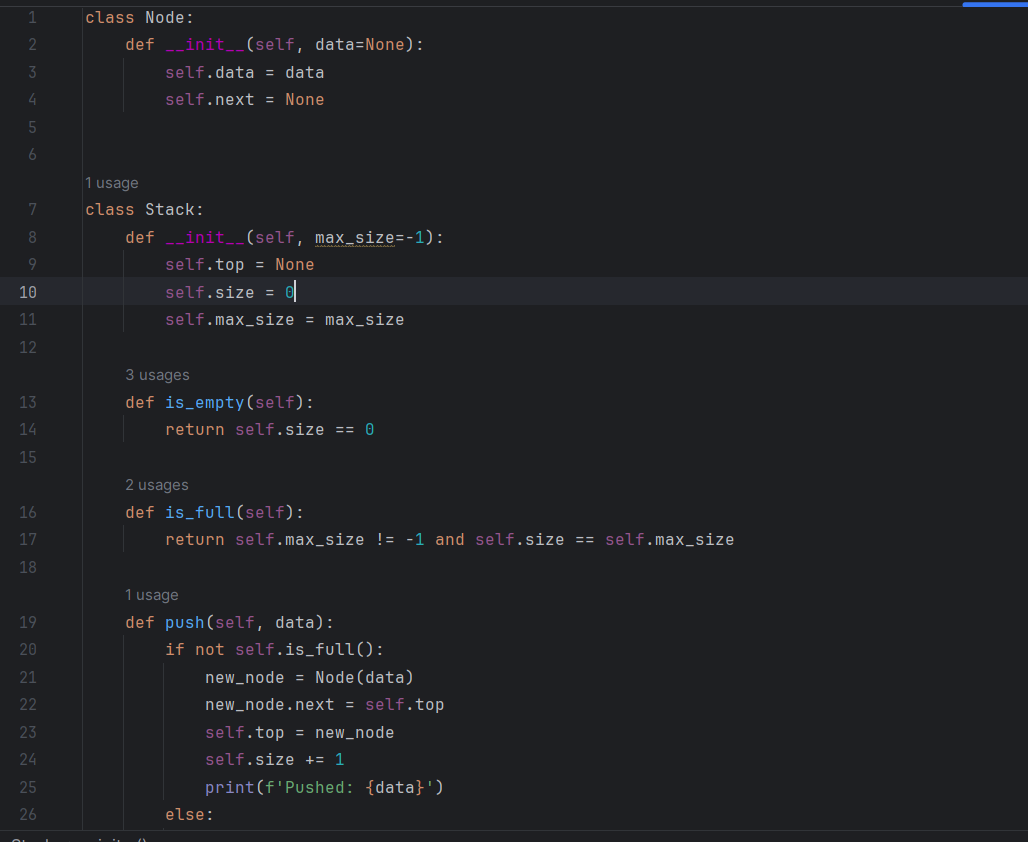 1 class Node:
2 def __init__(self, data=None):
3 self.data = data
4 self.next = None
5
6
1 usage
7 class Stack:
8 def __init__(self, max_size=-1):
9 self.top = None
10 self.size = 0
11 self.max_size = max_size
12
3 usages
13 def is_empty(self):
14 return self.size == 0
15
2 usages
16 def is_full(self):
17 return self.max_size != -1 and self.size == self.max_size
18
1 usage
19 def push(self, data):
20 if not self.is_full():
21 new_node = Node(data)
22 new_node.next = self.top
23 self.top = new_node
24 self.size += 1
25 print(f'Pushed: {data}')
26 else: